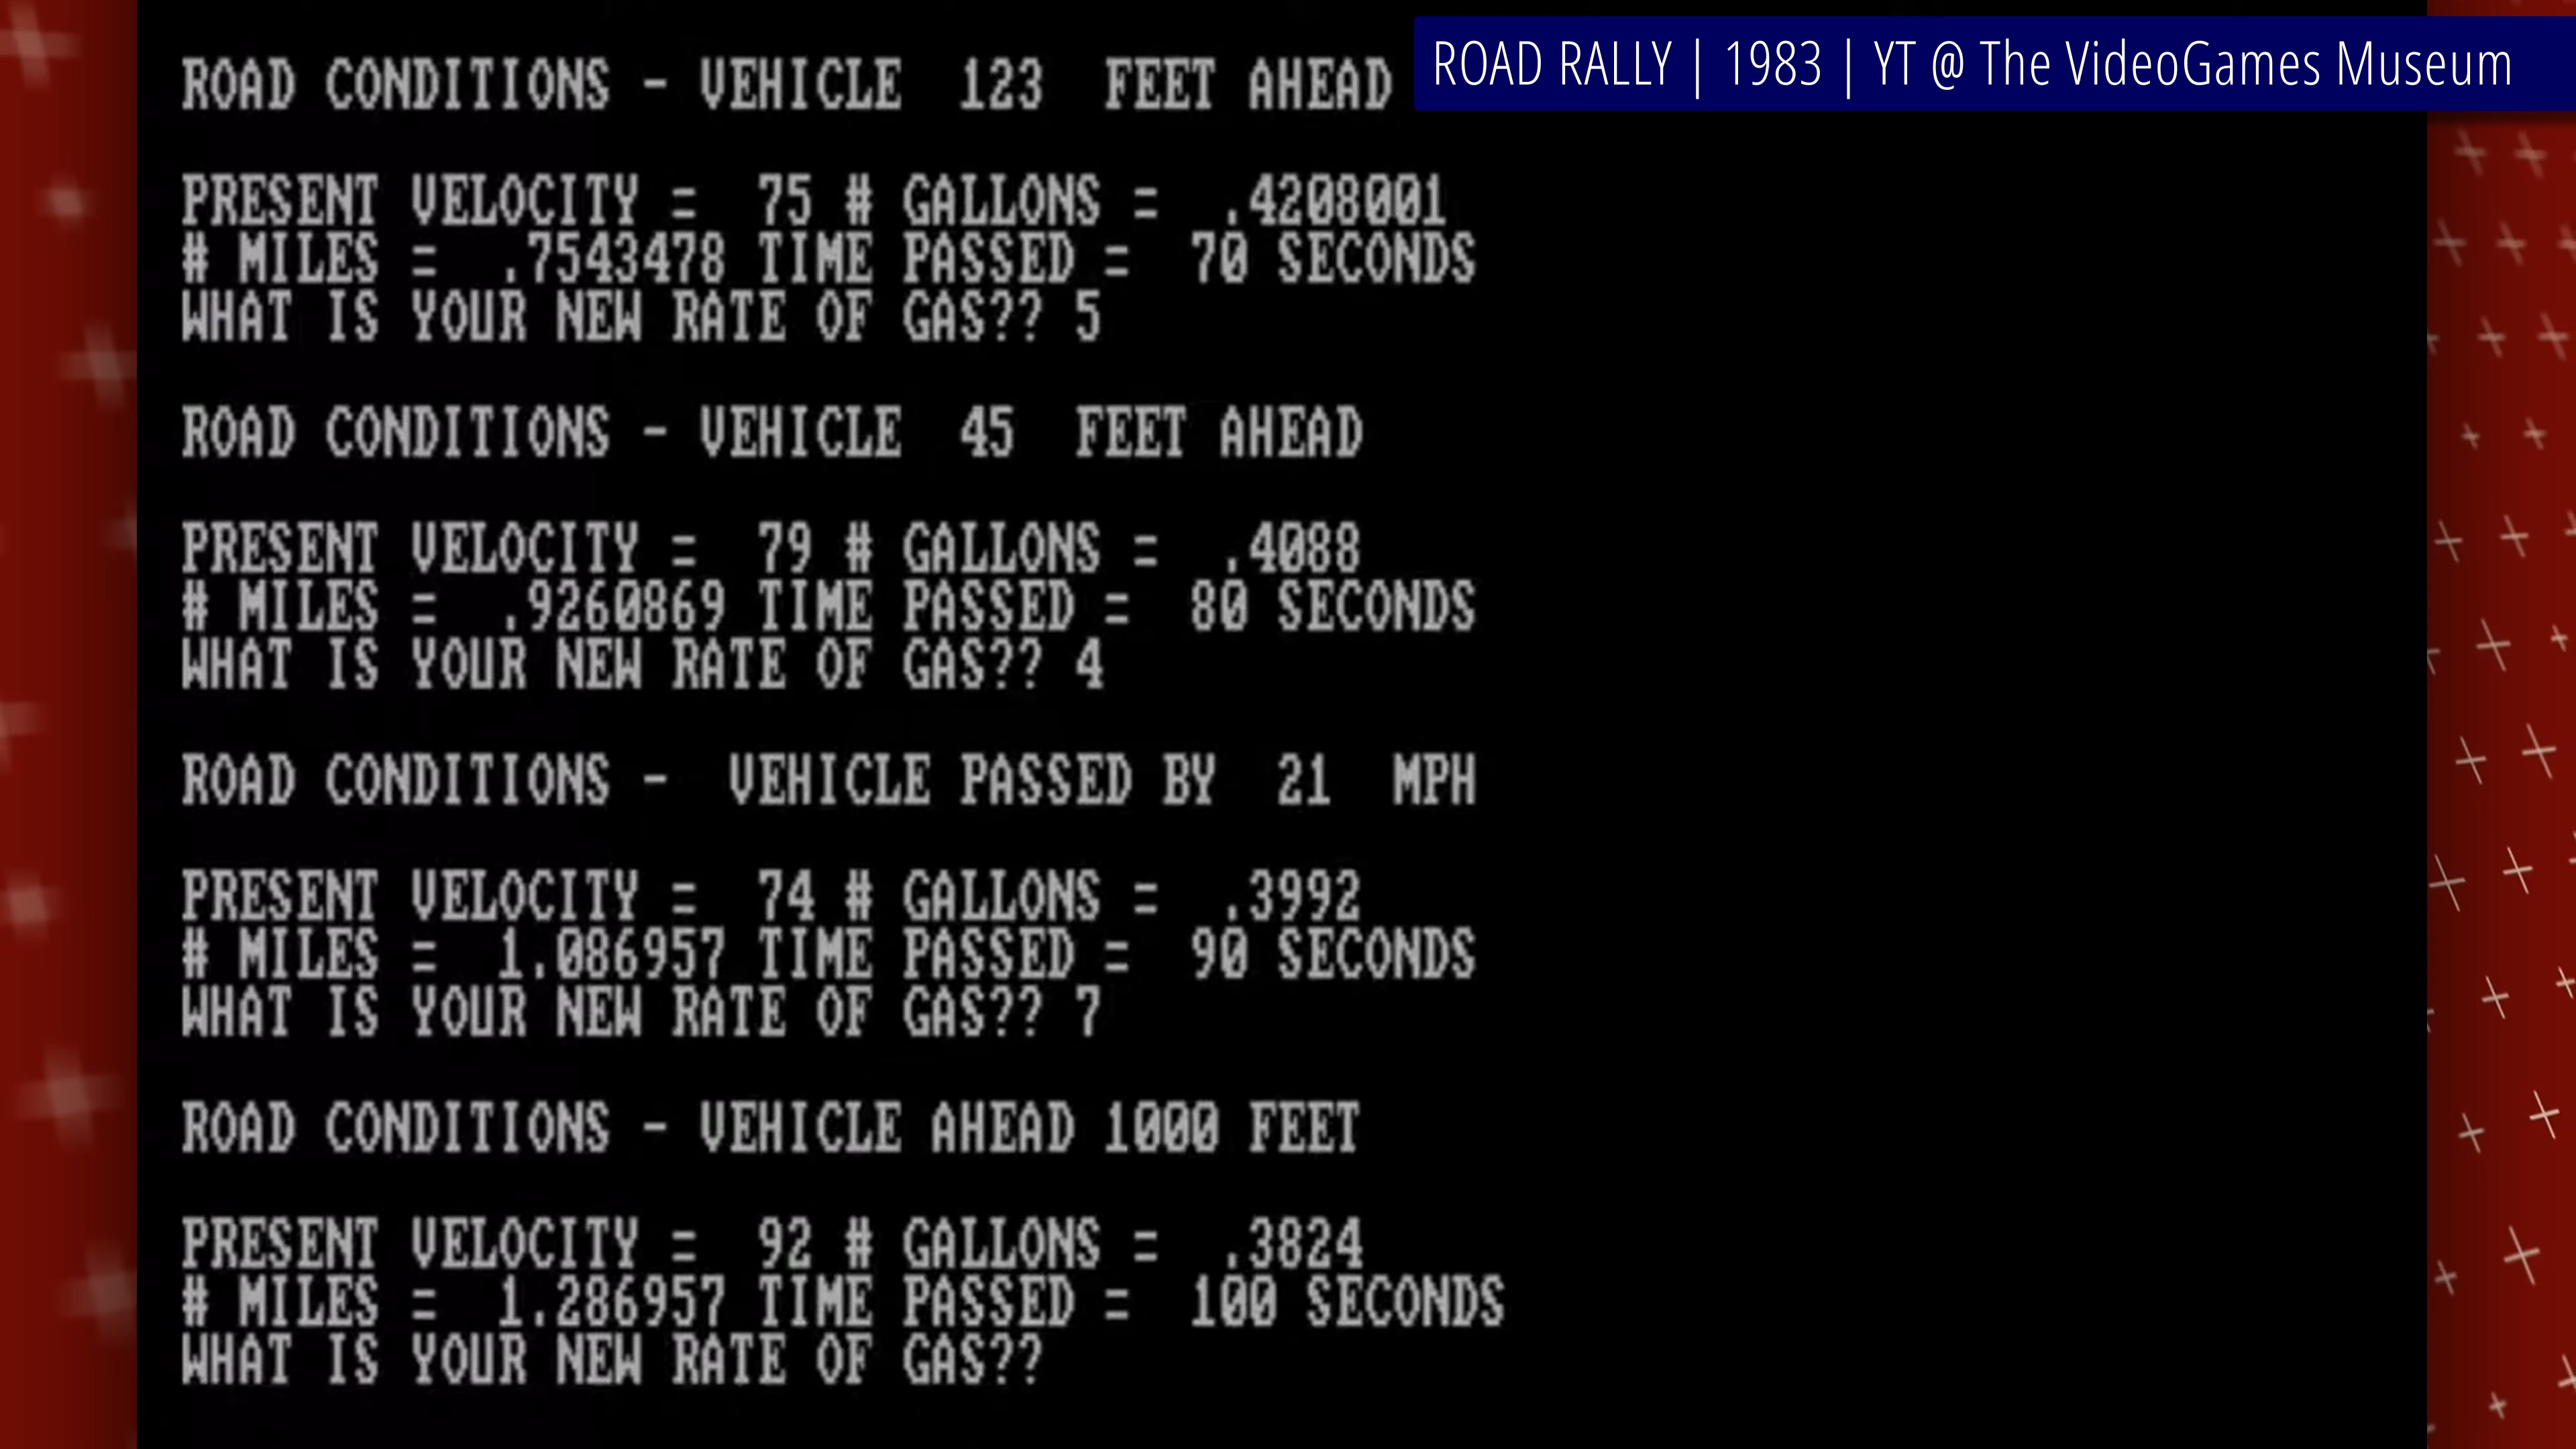 ROAD RALLY | 1983 | YT @ The VideoGames Museum
ROAD CONDITIONS - VEHICLE  123  FEET AHEAD
PRESENT VELOCITY =  75 # GALLONS =  .4208001
# MILES =  .7543478 TIME PASSED =  70 SECONDS
WHAT IS YOUR NEW RATE OF GAS?? 5
ROAD CONDITIONS - VEHICLE  45  FEET AHEAD
PRESENT VELOCITY =  79 # GALLONS =  .4088
# MILES =  .9260869 TIME PASSED =  80 SECONDS
WHAT IS YOUR NEW RATE OF GAS?? 4
ROAD CONDITIONS -  VEHICLE PASSED BY  21  MPH
PRESENT VELOCITY =  74 # GALLONS =  .3992
# MILES =  1.086957 TIME PASSED =  90 SECONDS
WHAT IS YOUR NEW RATE OF GAS?? 7
ROAD CONDITIONS - VEHICLE AHEAD 1000 FEET
PRESENT VELOCITY =  92 # GALLONS =  .3824
# MILES =  1.286957 TIME PASSED =  100 SECONDS
WHAT IS YOUR NEW RATE OF GAS??